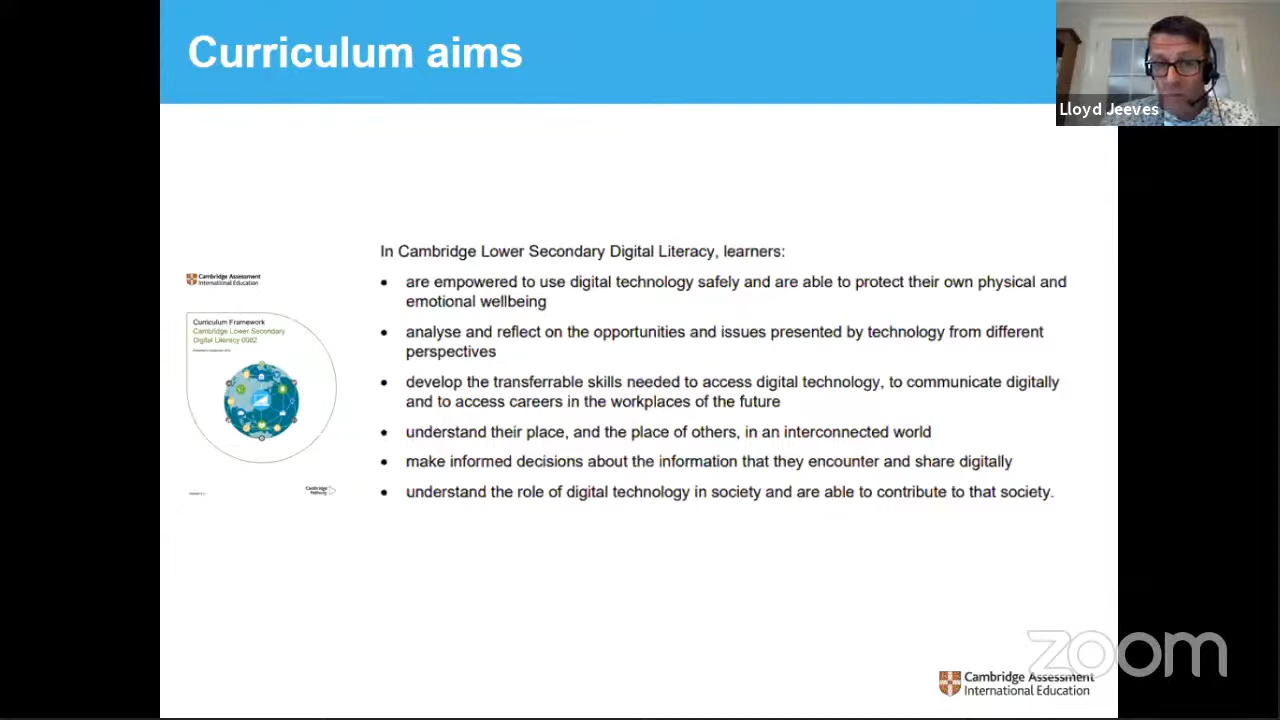 Curriculum aims
Lloyd Jeeves
In Cambridge Lower Secondary Digital Literacy, learners:
• are empowered to use digital technology safely and are able to protect their own physical and
emotional wellbeing
• analyse and reflect on the opportunities and issues presented by technology from different
perspectives
• develop the transferrable skills needed to access digital technology, to communicate digitally
and to access careers in the workplaces of the future
• understand their place, and the place of others, in an interconnected world
• make informed decisions about the information that they encounter and share digitally
• understand the role of digital technology in society and are able to contribute to that society.
Cambridge Assessment
International Education
Curriculum Framework
Cambridge Lower Secondary
Digital Literacy 0082
Cambridge
Pathway
zoom
Cambridge Assessment
International Education